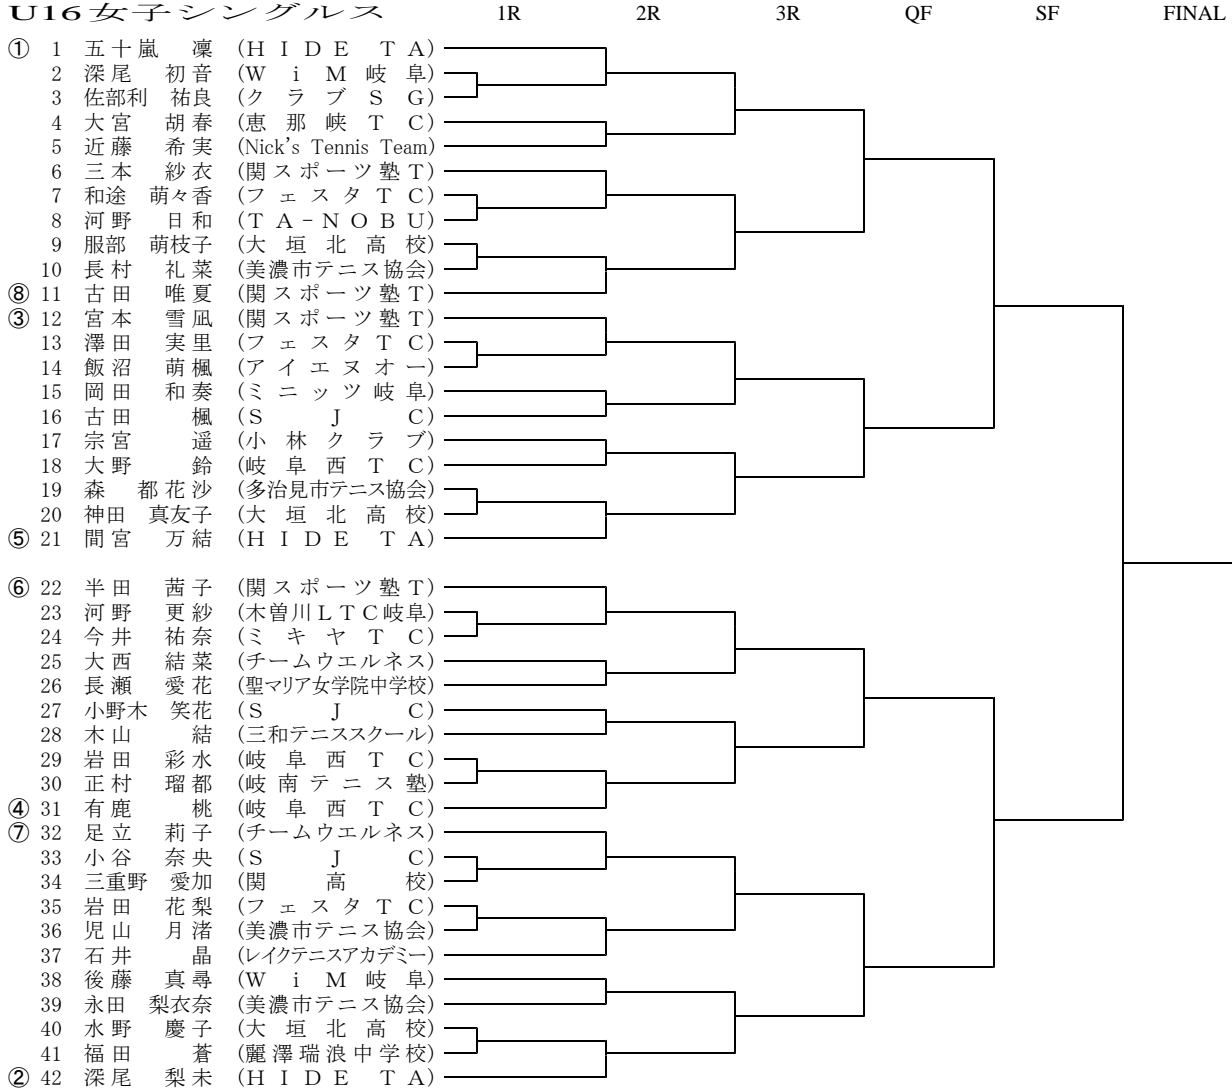 U16女子シングルス 1R 2R 3R QF SF FINAL
① 1 五十嵐 凜 (HIDE TA)
2 深尾 初音 (WiM岐阜)
3 佐部利 祐良 (クラブSG)
4 大宮 胡春 (恵那峡TC)
5 近藤 希実 (Nick's Tennis Team)
6 三本 紗衣 (関スポーツ塾T)
7 和途 萌々香 (フェスタTC)
8 河野 日和 (TA-NOBU)
9 服部 萌枝子 (大垣北高校)
10 長村 礼菜 (美濃市テニス協会)
⑧ 11 古田 唯夏 (関スポーツ塾T)
③ 12 宮本 雪凪 (関スポーツ塾T)
13 澤田 実里 (フェスタTC)
14 飯沼 萌楓 (アイエヌオー)
15 岡田 和奏 (ミニッツ岐阜)
16 古田 楓 (SJC)
17 宗宮 遥 (小林クラブ)
18 大野 鈴 (岐阜西TC)
19 森 都花沙 (多治見市テニス協会)
20 神田 真友子 (大垣北高校)
⑤ 21 間宮 万結 (HIDE TA)
⑥ 22 半田 茜子 (関スポーツ塾T)
23 河野 更紗 (木曽川LTC岐阜)
24 今井 祐奈 (ミキヤTC)
25 大西 結菜 (チームウエルネス)
26 長瀬 愛花 (聖マリア女学院中学校)
27 小野木 笑花 (SJC)
28 木山 結 (三和テニススクール)
29 岩田 彩水 (岐阜西TC)
30 正村 瑠都 (岐南テニス塾)
④ 31 有鹿 桃 (岐阜西TC)
⑦ 32 足立 莉子 (チームウエルネス)
33 小谷 奈央 (SJC)
34 三重野 愛加 (関高校)
35 岩田 花梨 (フェスタTC)
36 児山 月渚 (美濃市テニス協会)
37 石井 晶 (レイクテニスアカデミー)
38 後藤 真尋 (WiM岐阜)
39 永田 梨衣奈 (美濃市テニス協会)
40 水野 慶子 (大垣北高校)
41 福田 蒼 (麗澤瑞浪中学校)
② 42 深尾 梨未 (HIDE TA)